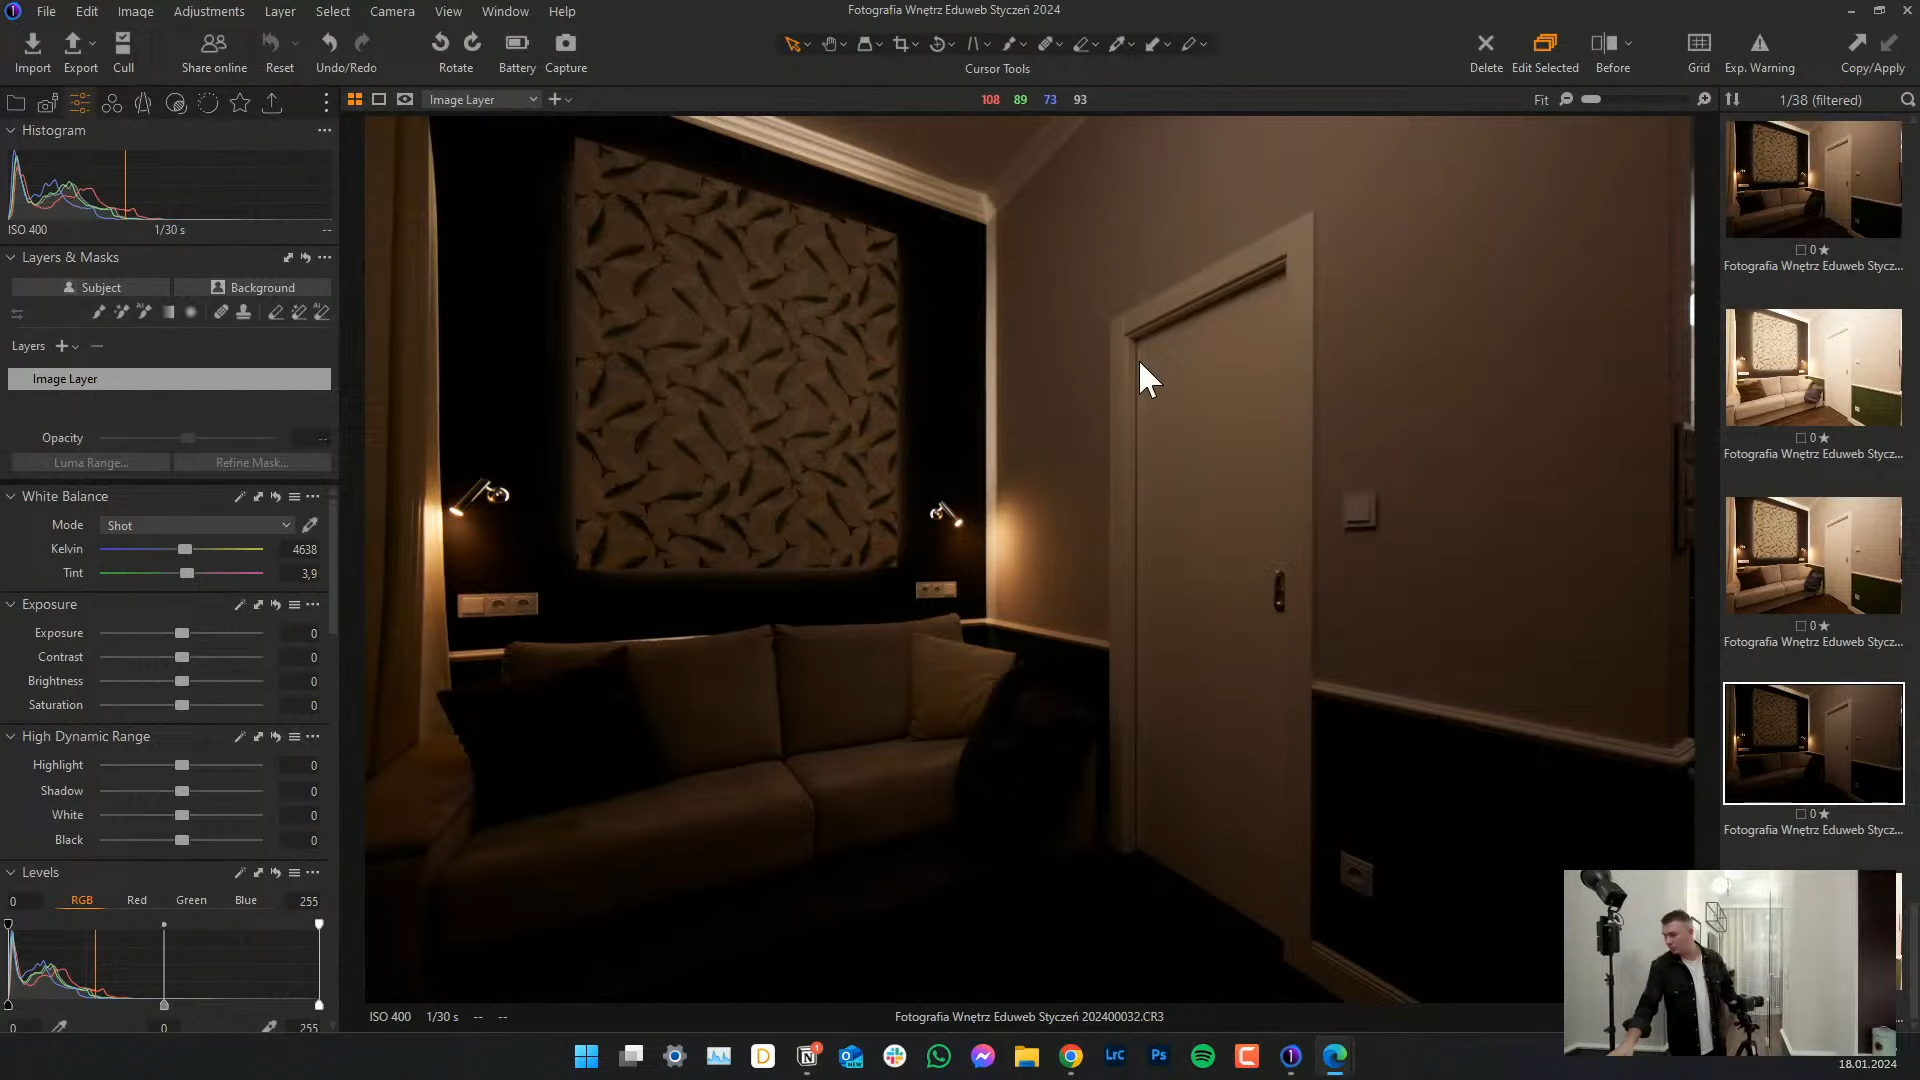 File Edit Image Adjustments Layer Select Camera View Window Help
Fotografia Wnętrz Eduweb Styczeń 2024
Import Export Cull Share online Reset Undo/Redo Rotate Battery Capture Cursor Tools Delete Edit Selected Before Grid Exp. Warning Copy/Apply
Image Layer
108 89 73 93
Fit
1/38 (filtered)
Histogram
ISO 400 1/30 s --
Layers & Masks
Subject Background
Layers
Image Layer
Opacity --
Luma Range... Refine Mask...
White Balance
Mode Shot
Kelvin 4638
Tint 3,9
Exposure
Exposure 0
Contrast 0
Brightness 0
Saturation 0
High Dynamic Range
Highlight 0
Shadow 0
White 0
Black 0
Levels
0 RGB Red Green Blue 255
0 0 255
ISO 400 1/30 s -- --
Fotografia Wnętrz Eduweb Styczeń 202400032.CR3
0
Fotografia Wnętrz Eduweb Stycz...
0
Fotografia Wnętrz Eduweb Stycz...
0
Fotografia Wnętrz Eduweb Stycz...
0
Fotografia Wnętrz Eduweb Stycz...
D N 1 NEW LrC Ps C 1
18.01.2024